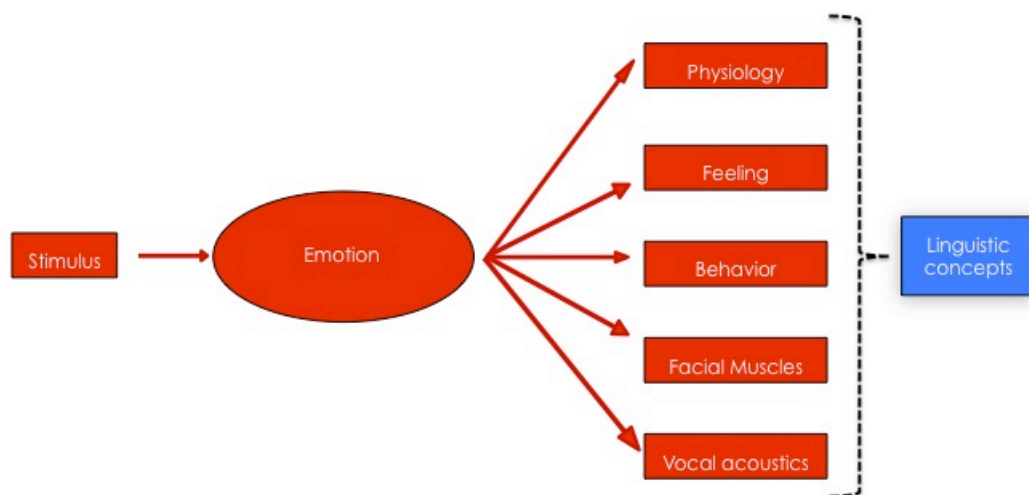 Stimulus
Emotion
Physiology
Feeling
Behavior
Facial Muscles
Vocal acoustics
Linguistic
concepts